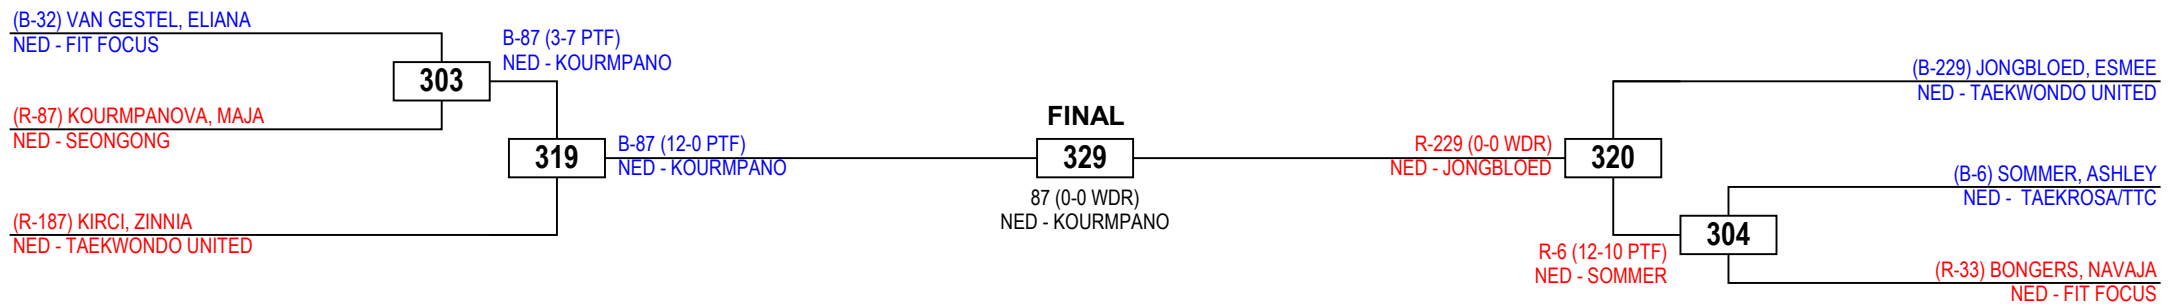 (B-32) VAN GESTEL, ELIANA
NED - FIT FOCUS
303
(R-87) KOURMPANOVA, MAJA
NED - SEONGONG
B-87 (3-7 PTF)
NED - KOURMPANO
319
(R-187) KIRCI, ZINNIA
NED - TAEKWONDO UNITED
B-87 (12-0 PTF)
NED - KOURMPANO
FINAL
329
87 (0-0 WDR)
NED - KOURMPANO
R-229 (0-0 WDR)
NED - JONGBLOED
320
(B-229) JONGBLOED, ESMEE
NED - TAEKWONDO UNITED
R-6 (12-10 PTF)
NED - SOMMER
304
(B-6) SOMMER, ASHLEY
NED -  TAEKROSA/TTC
(R-33) BONGERS, NAVAJA
NED - FIT FOCUS